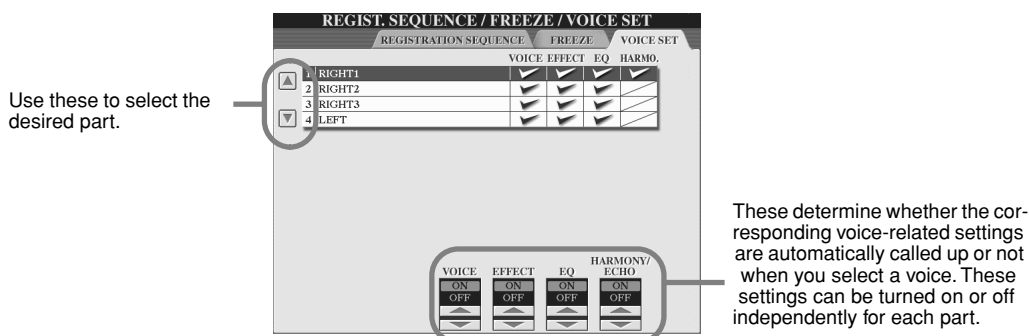 REGIST. SEQUENCE / FREEZE / VOICE SET
REGISTRATION SEQUENCE FREEZE VOICE SET
VOICE EFFECT EQ HARMO.
1 RIGHT1
2 RIGHT2
3 RIGHT3
4 LEFT
Use these to select the
desired part.
VOICE EFFECT EQ HARMONY/
ECHO
ON ON ON ON
OFF OFF OFF OFF
These determine whether the cor-
responding voice-related settings
are automatically called up or not
when you select a voice. These
settings can be turned on or off
independently for each part.